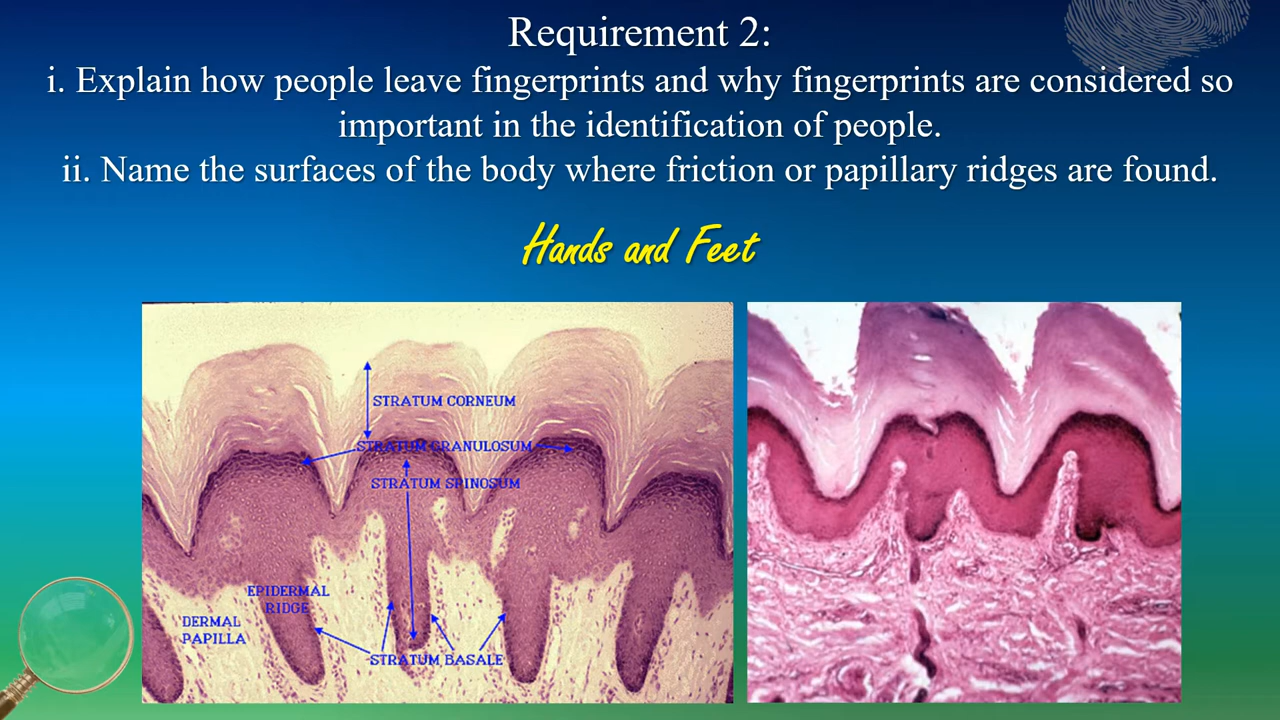 Requirement 2:
i. Explain how people leave fingerprints and why fingerprints are considered so
important in the identification of people.
ii. Name the surfaces of the body where friction or papillary ridges are found.
Hands and Feet
STRATUM CORNEUM
STRATUM GRANULOSUM
STRATUM SPINOSUM
EPIDERMAL
RIDGE
DERMAL
PAPILLA
STRATUM BASALE